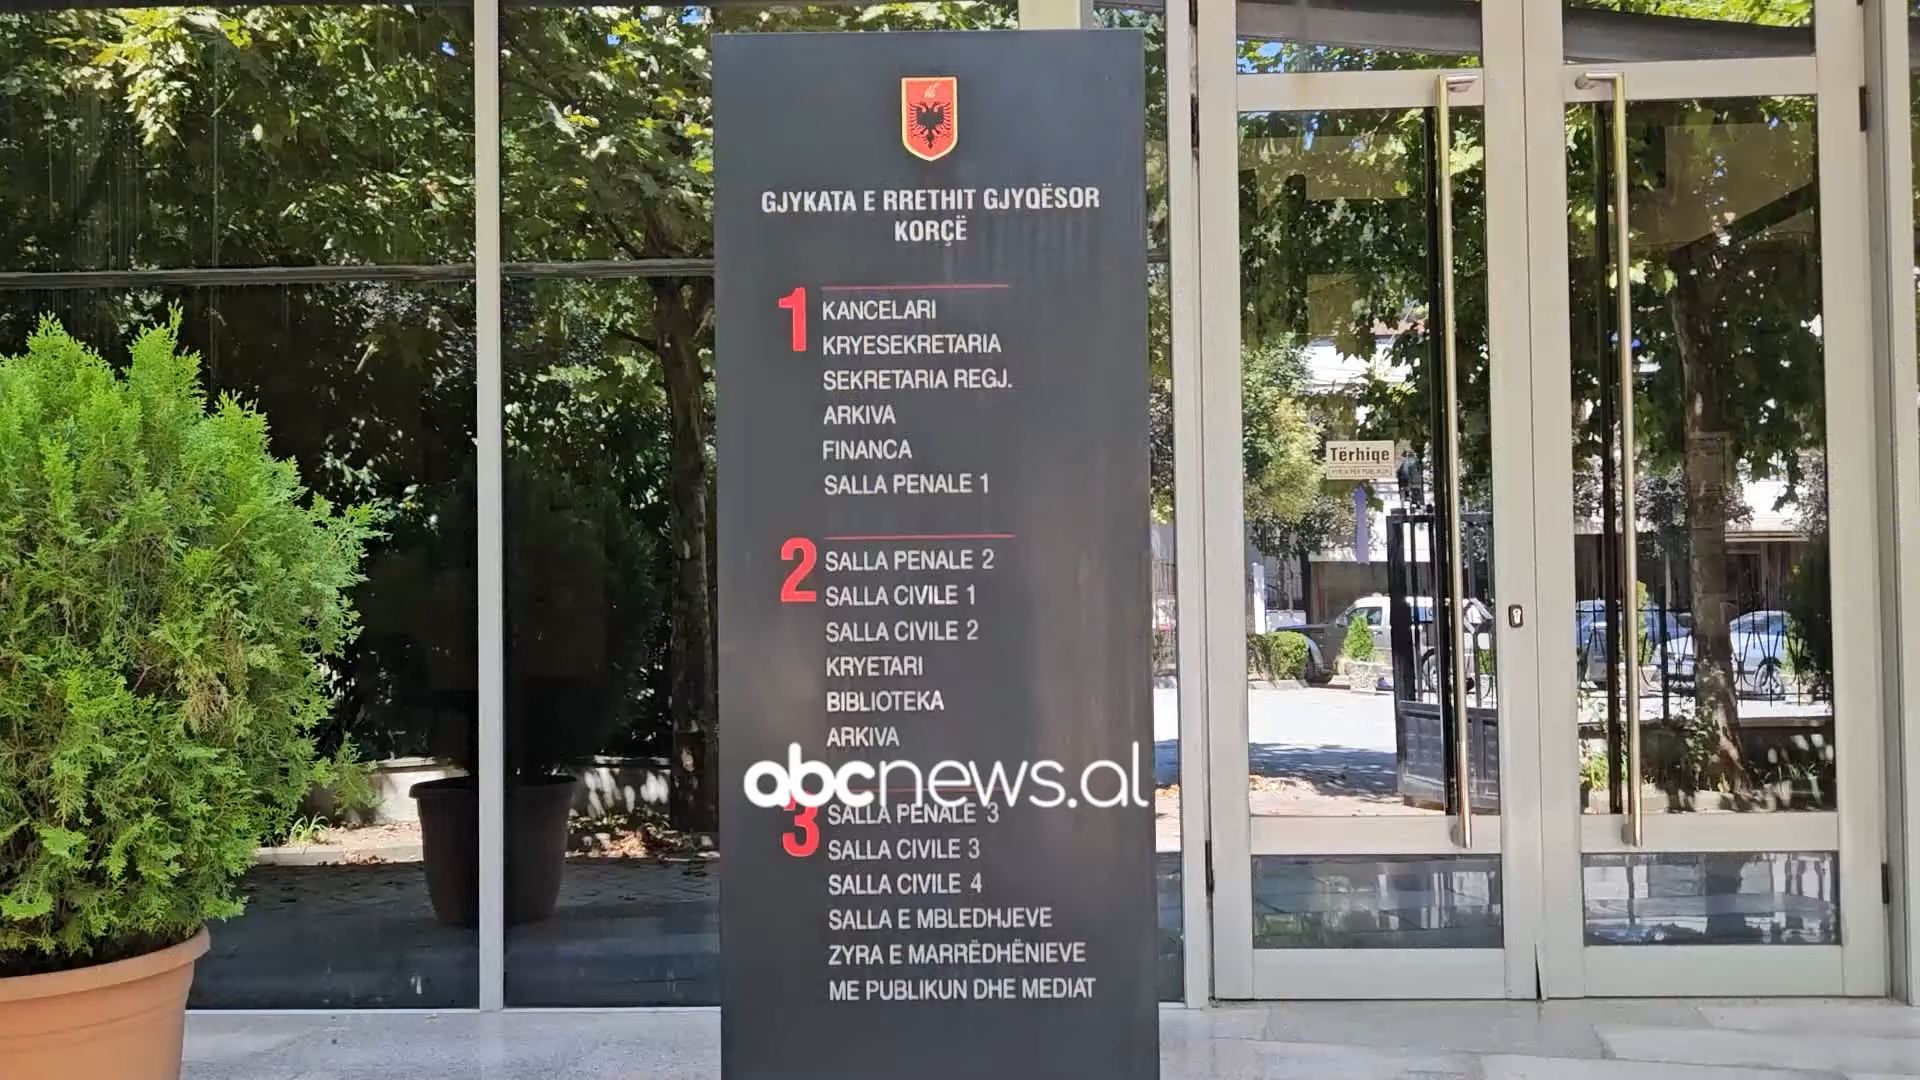 GJYKATA E RRETHIT GJYQËSOR
KORÇË
1
KANCELARI
KRYESEKRETARIA
SEKRETARIA REGJ.
ARKIVA
FINANCA
SALLA PENALE 1
2
SALLA PENALE 2
SALLA CIVILE 1
SALLA CIVILE 2
KRYETARI
BIBLIOTEKA
ARKIVA
abcnews.al
3
SALLA PENALE 3
SALLA CIVILE 3
SALLA CIVILE 4
SALLA E MBLEDHJEVE
ZYRA E MARRËDHËNIEVE
ME PUBLIKUN DHE MEDIAT
Tërhiqe